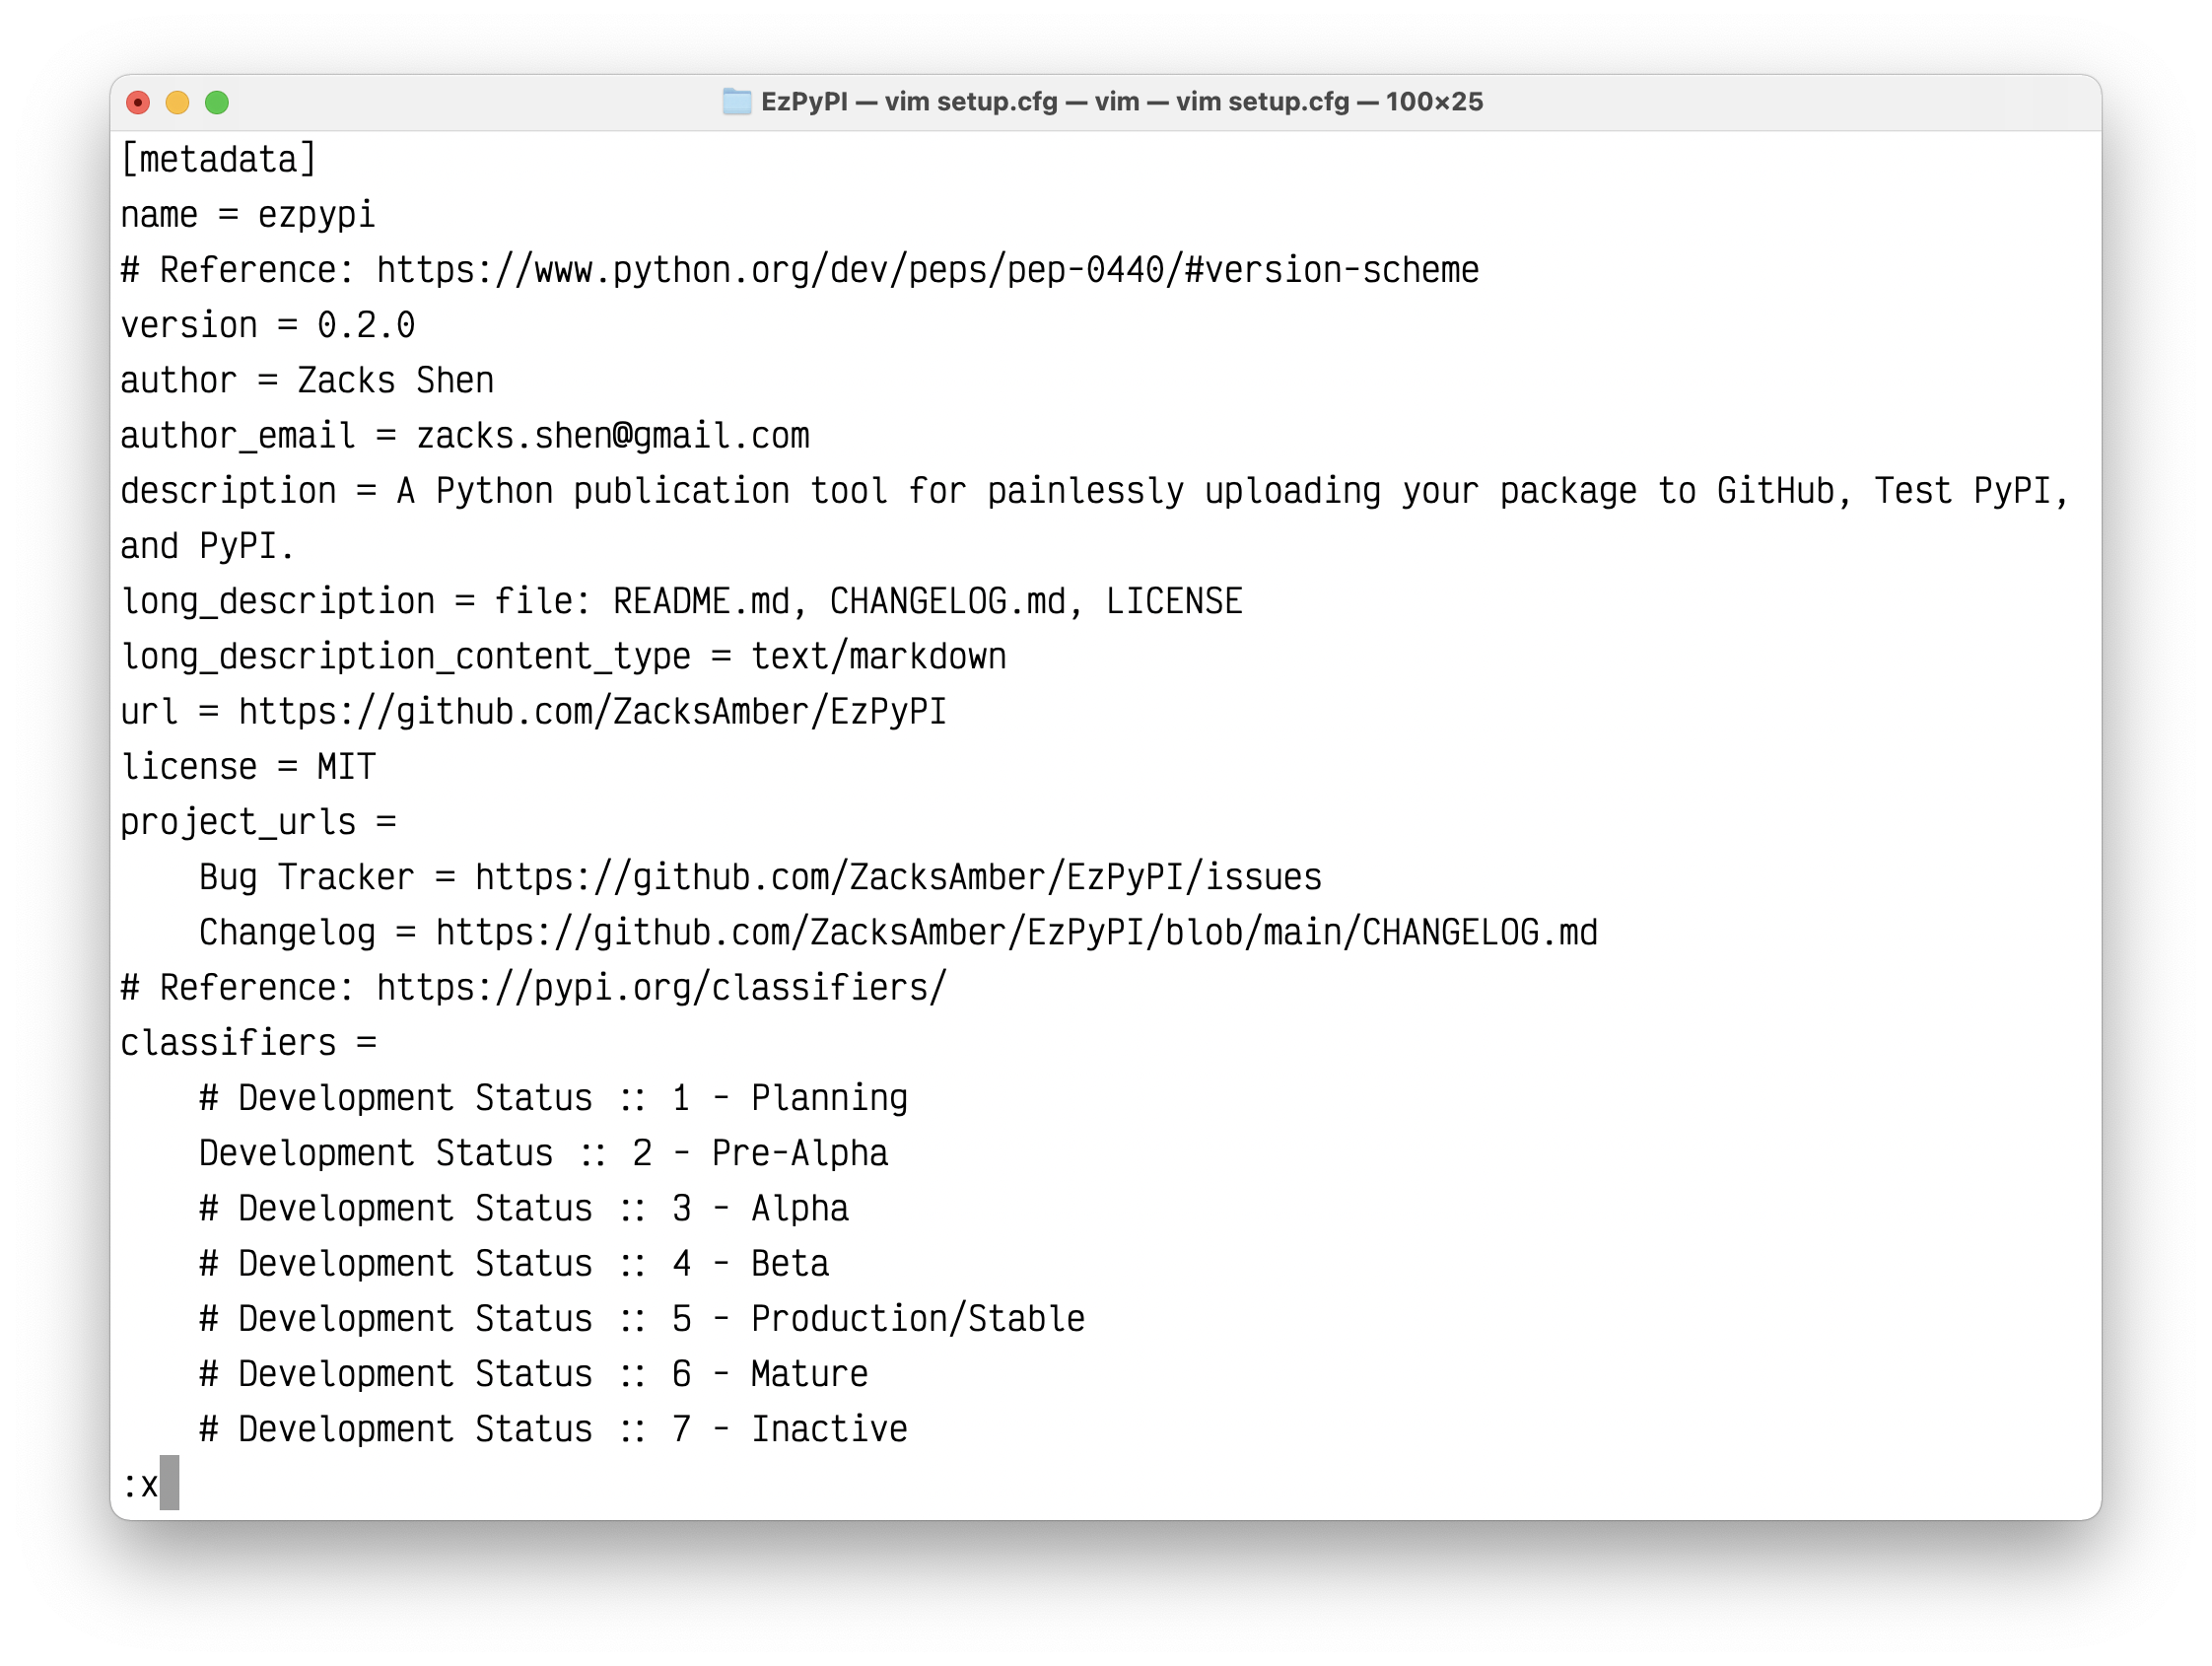 EzPyPI — vim setup.cfg — vim — vim setup.cfg — 100×25
[metadata]
name = ezpypi
# Reference: https://www.python.org/dev/peps/pep-0440/#version-scheme
version = 0.2.0
author = Zacks Shen
author_email = zacks.shen@gmail.com
description = A Python publication tool for painlessly uploading your package to GitHub, Test PyPI,
and PyPI.
long_description = file: README.md, CHANGELOG.md, LICENSE
long_description_content_type = text/markdown
url = https://github.com/ZacksAmber/EzPyPI
license = MIT
project_urls =
    Bug Tracker = https://github.com/ZacksAmber/EzPyPI/issues
    Changelog = https://github.com/ZacksAmber/EzPyPI/blob/main/CHANGELOG.md
# Reference: https://pypi.org/classifiers/
classifiers =
    # Development Status :: 1 - Planning
    Development Status :: 2 - Pre-Alpha
    # Development Status :: 3 - Alpha
    # Development Status :: 4 - Beta
    # Development Status :: 5 - Production/Stable
    # Development Status :: 6 - Mature
    # Development Status :: 7 - Inactive
:x